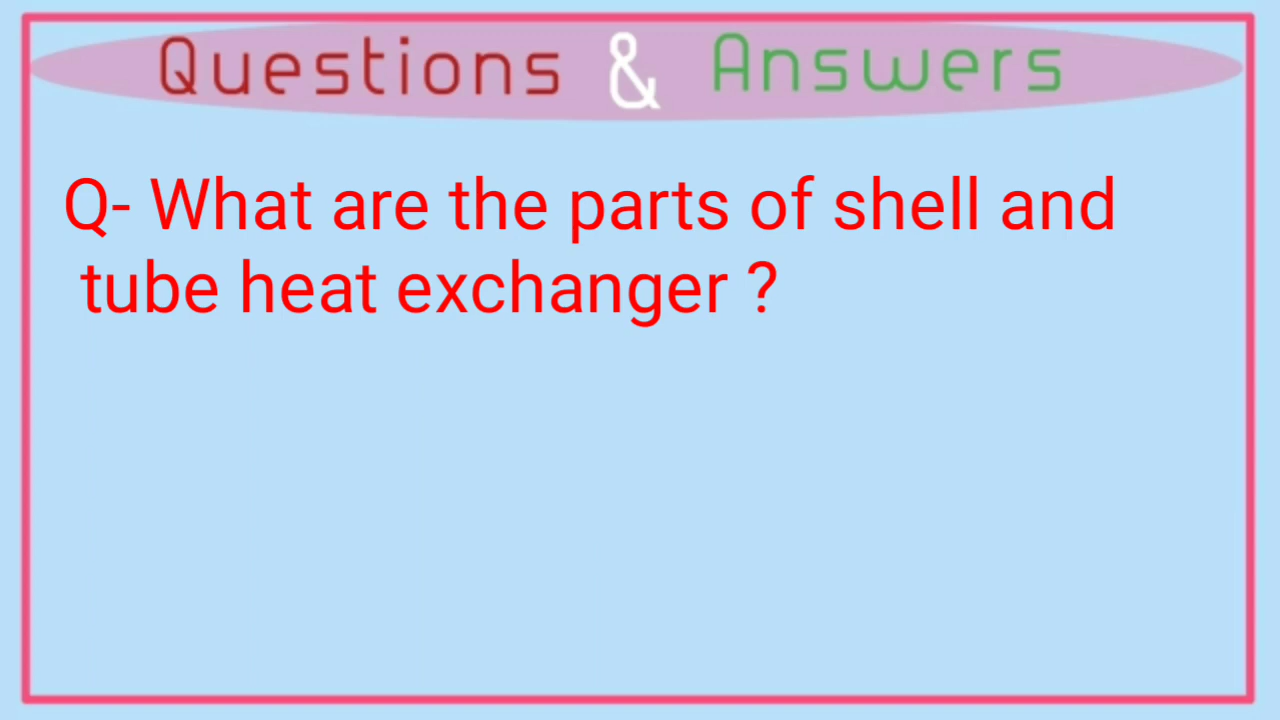 Questions & Answers
Q- What are the parts of shell and
tube heat exchanger ?